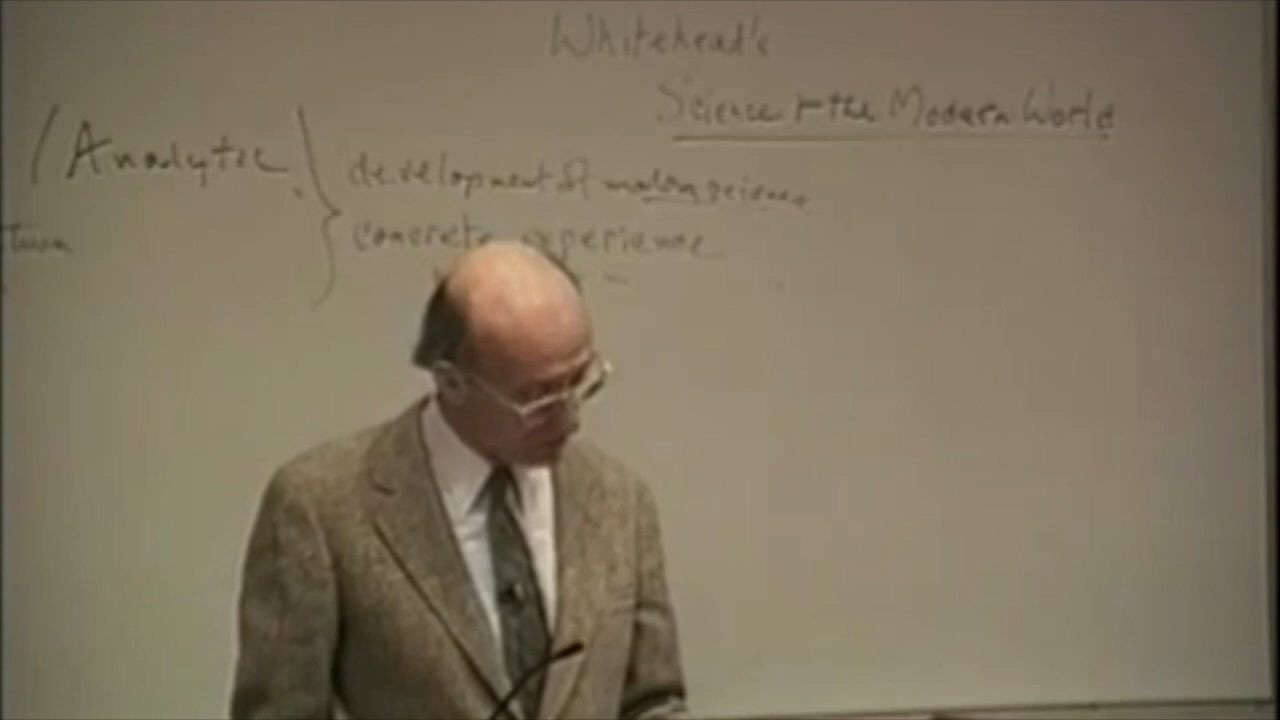 Whitehead's
Science & the Modern World
(Analytic)
development of modern science
concrete experience